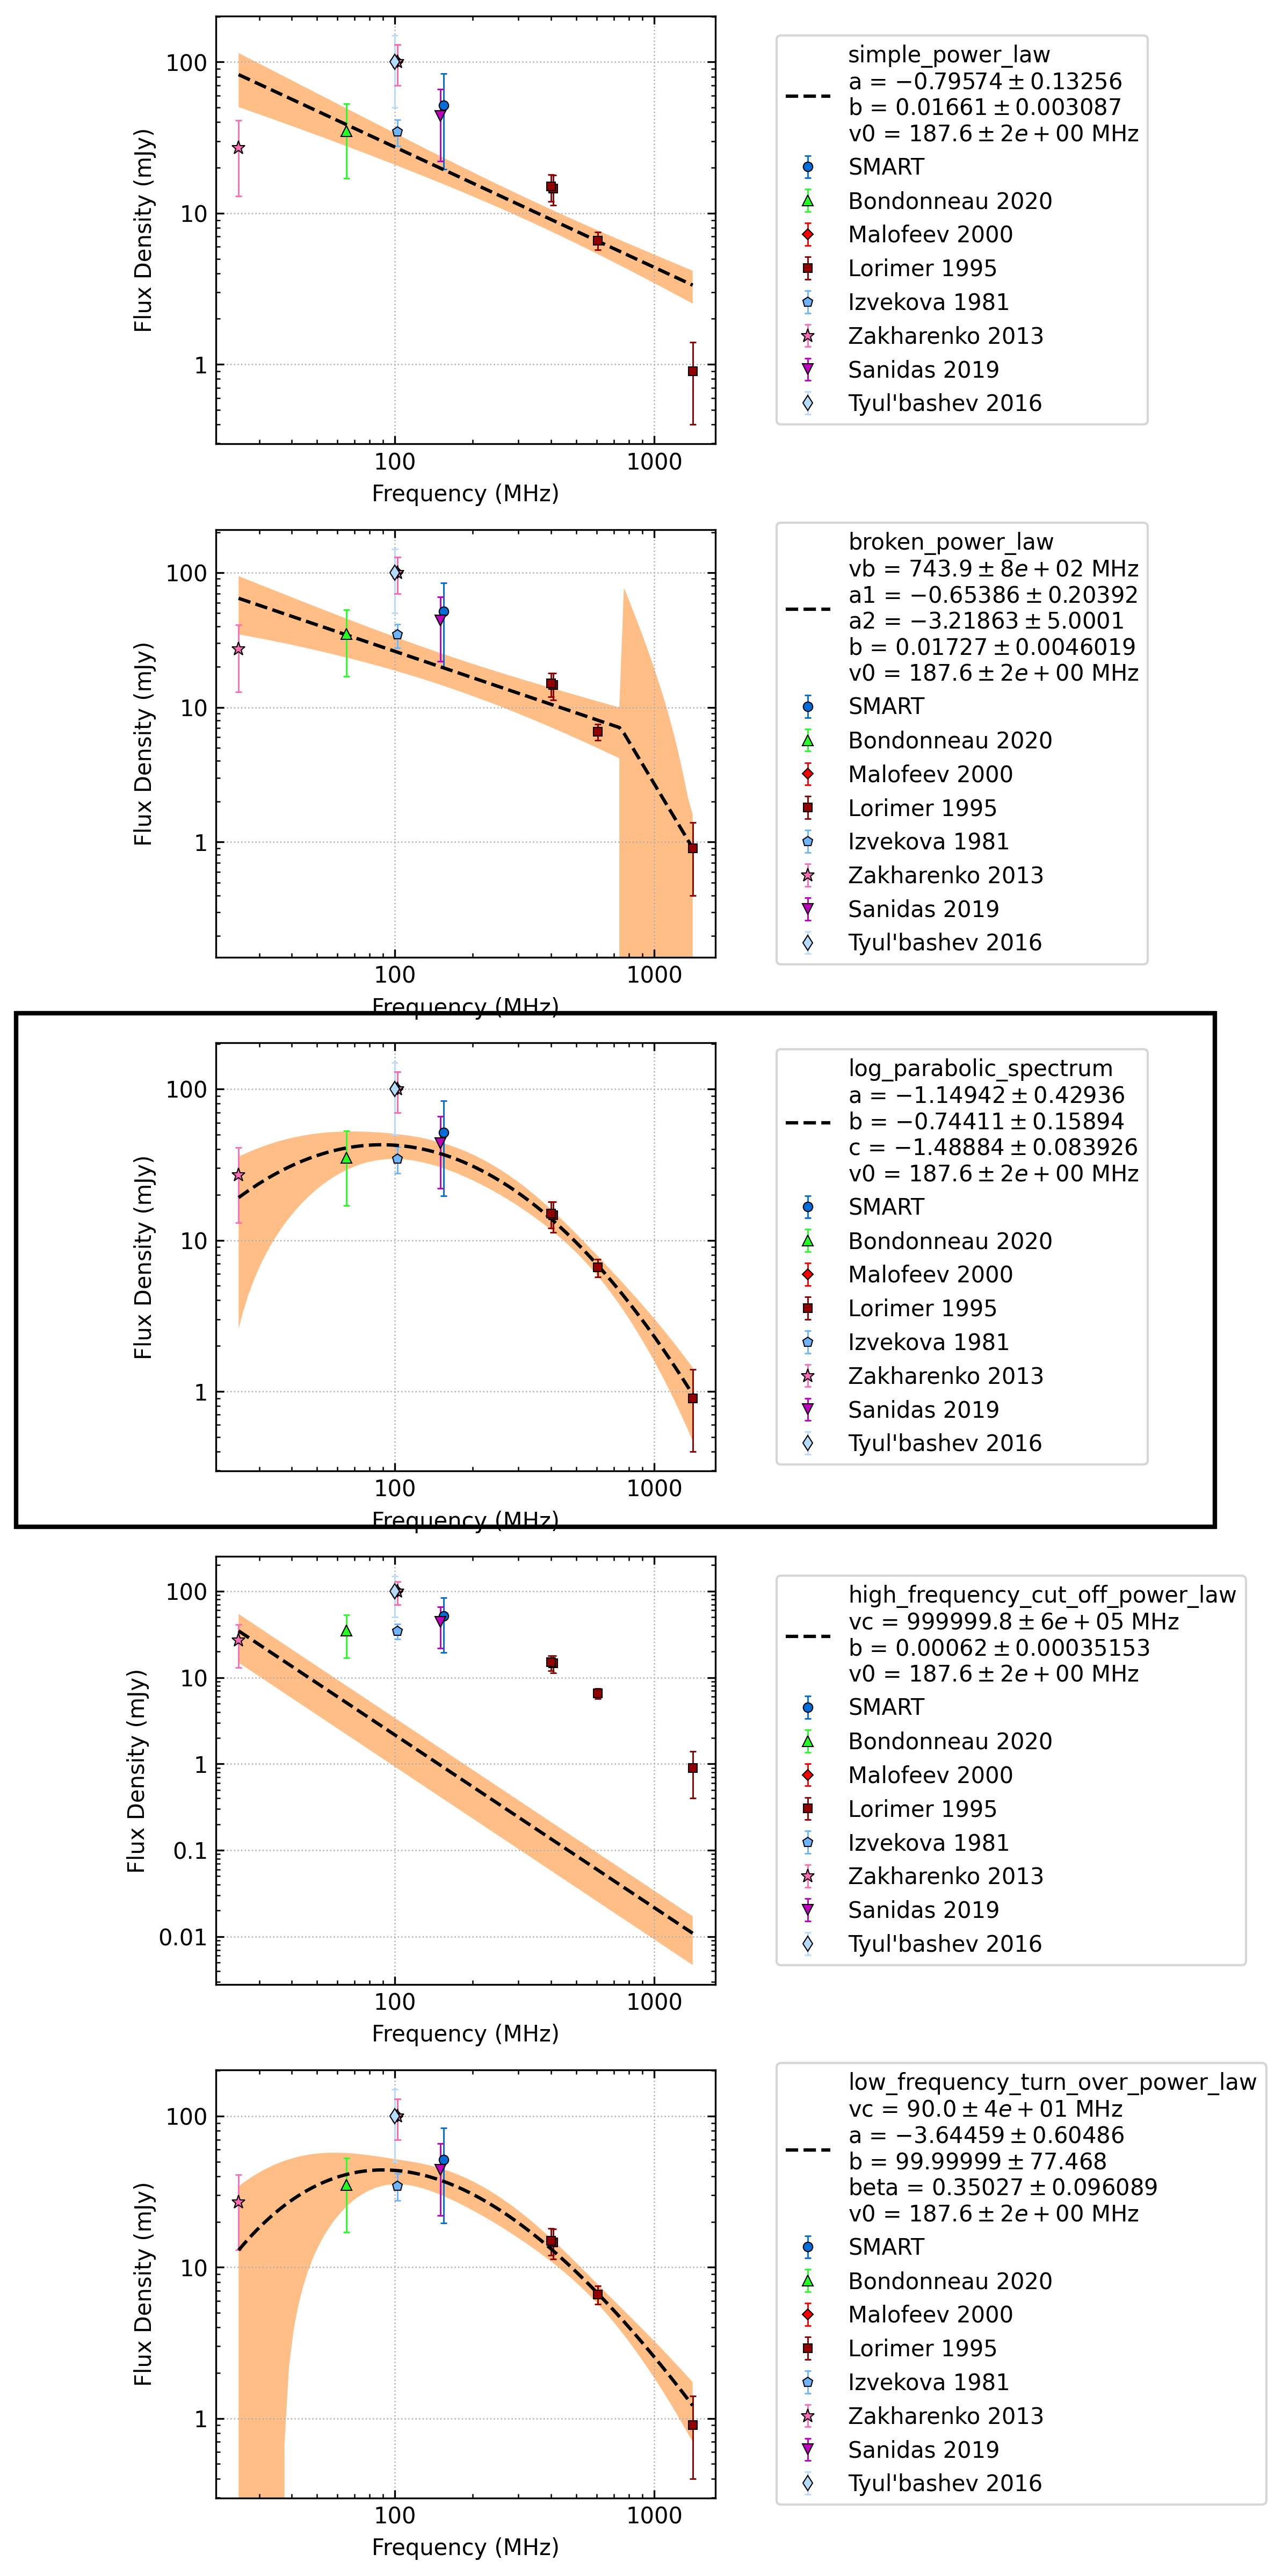 simple_power_law
a = −0.79574 ± 0.13256
b = 0.01661 ± 0.003087
v0 = 187.6 ± 2e + 00 MHz
SMART
Bondonneau 2020
Malofeev 2000
Lorimer 1995
Izvekova 1981
Zakharenko 2013
Sanidas 2019
Tyul'bashev 2016
100
10
1
Flux Density (mJy)
100
1000
Frequency (MHz)
broken_power_law
vb = 743.9 ± 8e + 02 MHz
a1 = −0.65386 ± 0.20392
a2 = −3.21863 ± 5.0001
b = 0.01727 ± 0.0046019
v0 = 187.6 ± 2e + 00 MHz
SMART
Bondonneau 2020
Malofeev 2000
Lorimer 1995
Izvekova 1981
Zakharenko 2013
Sanidas 2019
Tyul'bashev 2016
100
10
1
Flux Density (mJy)
100
1000
Frequency (MHz)
log_parabolic_spectrum
a = −1.14942 ± 0.42936
b = −0.74411 ± 0.15894
c = −1.48884 ± 0.083926
v0 = 187.6 ± 2e + 00 MHz
SMART
Bondonneau 2020
Malofeev 2000
Lorimer 1995
Izvekova 1981
Zakharenko 2013
Sanidas 2019
Tyul'bashev 2016
100
10
1
Flux Density (mJy)
100
1000
Frequency (MHz)
high_frequency_cut_off_power_law
vc = 999999.8 ± 6e + 05 MHz
b = 0.00062 ± 0.00035153
v0 = 187.6 ± 2e + 00 MHz
SMART
Bondonneau 2020
Malofeev 2000
Lorimer 1995
Izvekova 1981
Zakharenko 2013
Sanidas 2019
Tyul'bashev 2016
100
10
1
0.1
0.01
Flux Density (mJy)
100
1000
Frequency (MHz)
low_frequency_turn_over_power_law
vc = 90.0 ± 4e + 01 MHz
a = −3.64459 ± 0.60486
b = 99.99999 ± 77.468
beta = 0.35027 ± 0.096089
v0 = 187.6 ± 2e + 00 MHz
SMART
Bondonneau 2020
Malofeev 2000
Lorimer 1995
Izvekova 1981
Zakharenko 2013
Sanidas 2019
Tyul'bashev 2016
100
10
1
Flux Density (mJy)
100
1000
Frequency (MHz)